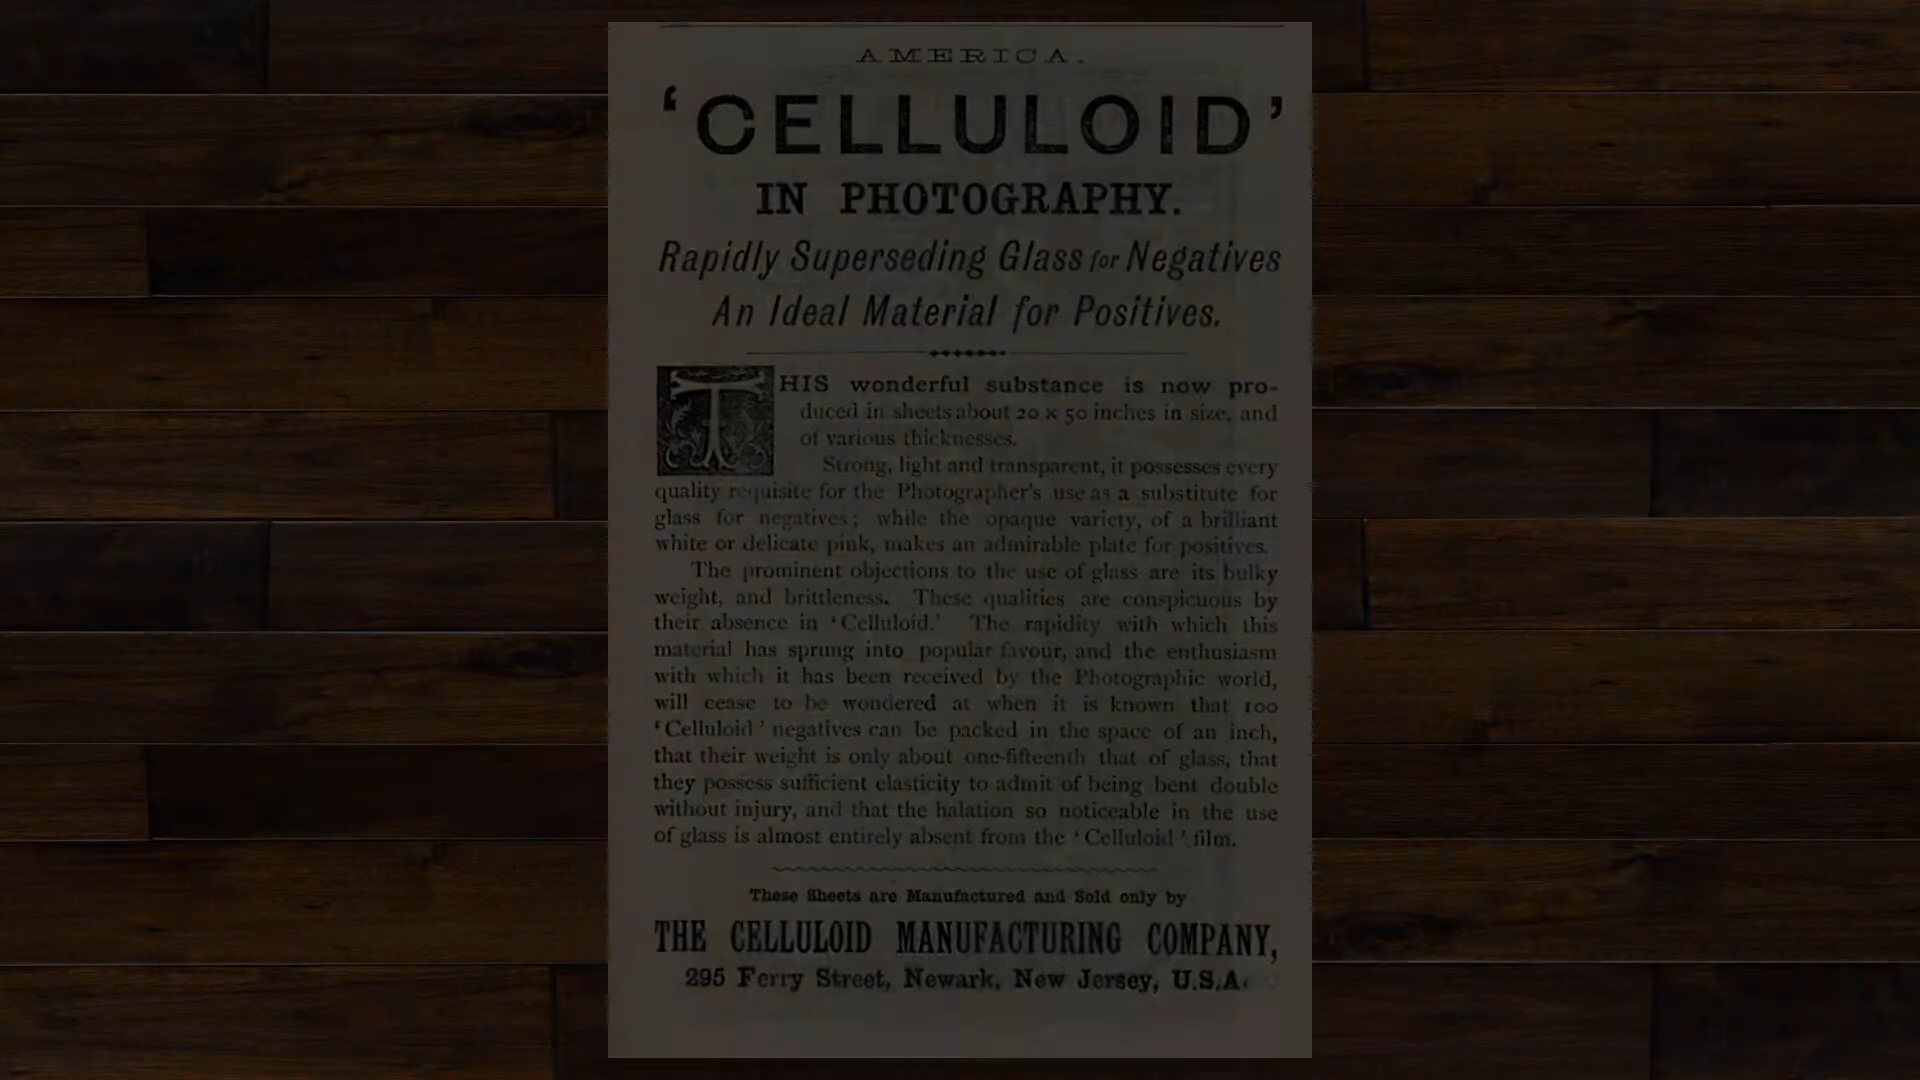 AMERICA.
'CELLULOID'
IN PHOTOGRAPHY.
Rapidly Superseding Glass for Negatives
An Ideal Material for Positives.
THIS wonderful substance is now pro-
duced in sheets about 20 x 50 inches in size, and
of various thicknesses.
Strong, light and transparent, it possesses every
quality requisite for the Photographer's use as a substitute for
glass for negatives; while the opaque variety, of a brilliant
white or delicate pink, makes an admirable plate for positives.
The prominent objections to the use of glass are its bulky
weight, and brittleness. These qualities are conspicuous by
their absence in 'Celluloid.' The rapidity with which this
material has sprung into popular favour, and the enthusiasm
with which it has been received by the Photographic world,
will cease to be wondered at when it is known that 100
'Celluloid' negatives can be packed in the space of an inch,
that their weight is only about one-fifteenth that of glass, that
they possess sufficient elasticity to admit of being bent double
without injury, and that the halation so noticeable in the use
of glass is almost entirely absent from the 'Celluloid' film.
These Sheets are Manufactured and Sold only by
THE CELLULOID MANUFACTURING COMPANY,
295 Ferry Street, Newark, New Jersey, U.S.A.